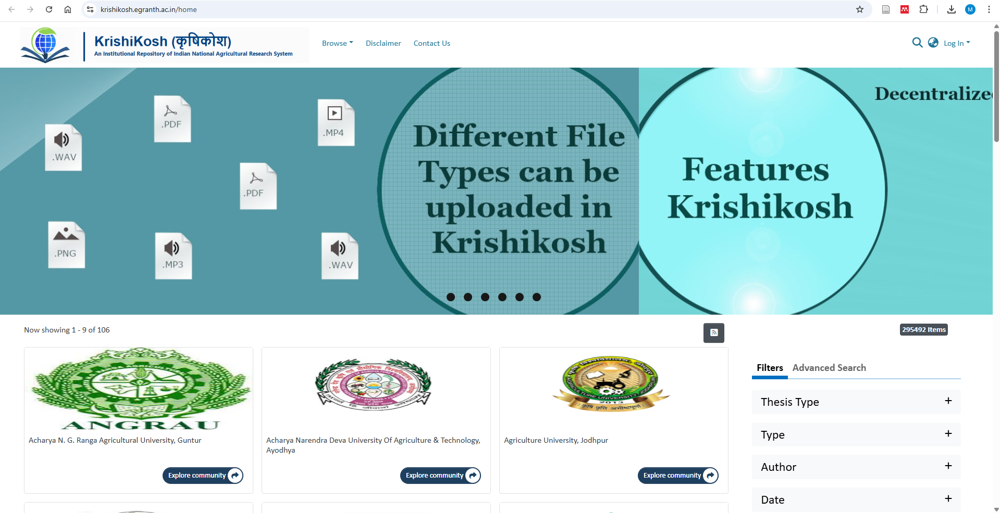 krishikosh.egranth.ac.in/home
M
KrishiKosh (कृषिकोश)
An Institutional Repository of Indian National Agricultural Research System
Browse
Disclaimer
Contact Us
Log In
.WAV
.PDF
.MP4
.PDF
.PNG
.MP3
.WAV
Different File
Types can be
uploaded in
Krishikosh
Features
Krishikosh
Decentralized
Now showing 1 - 9 of 106
295492 Items
ANGRAU
Acharya N. G. Ranga Agricultural University, Guntur
Explore community
Acharya Narendra Deva University Of Agriculture & Technology,
Ayodhya
Explore community
AGRICULTURE UNIVERSITY, JODHPUR
2013
Agriculture University, Jodhpur
Explore community
Filters
Advanced Search
Thesis Type
+
Type
+
Author
+
Date
+